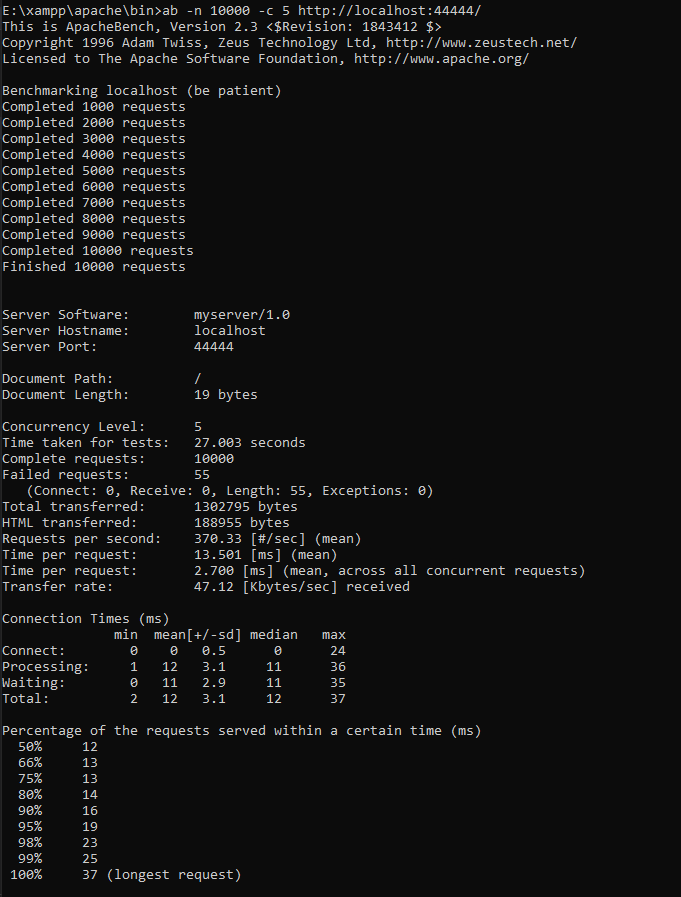 E:\xampp\apache\bin>ab -n 10000 -c 5 http://localhost:44444/
This is ApacheBench, Version 2.3 <$Revision: 1843412 $>
Copyright 1996 Adam Twiss, Zeus Technology Ltd, http://www.zeustech.net/
Licensed to The Apache Software Foundation, http://www.apache.org/

Benchmarking localhost (be patient)
Completed 1000 requests
Completed 2000 requests
Completed 3000 requests
Completed 4000 requests
Completed 5000 requests
Completed 6000 requests
Completed 7000 requests
Completed 8000 requests
Completed 9000 requests
Completed 10000 requests
Finished 10000 requests


Server Software:        myserver/1.0
Server Hostname:        localhost
Server Port:            44444

Document Path:          /
Document Length:        19 bytes

Concurrency Level:      5
Time taken for tests:   27.003 seconds
Complete requests:      10000
Failed requests:        55
   (Connect: 0, Receive: 0, Length: 55, Exceptions: 0)
Total transferred:      1302795 bytes
HTML transferred:       188955 bytes
Requests per second:    370.33 [#/sec] (mean)
Time per request:       13.501 [ms] (mean)
Time per request:       2.700 [ms] (mean, across all concurrent requests)
Transfer rate:          47.12 [Kbytes/sec] received

Connection Times (ms)
              min  mean[+/-sd] median   max
Connect:        0    0   0.5      0      24
Processing:     1   12   3.1     11      36
Waiting:        0   11   2.9     11      35
Total:          2   12   3.1     12      37

Percentage of the requests served within a certain time (ms)
  50%     12
  66%     13
  75%     13
  80%     14
  90%     16
  95%     19
  98%     23
  99%     25
 100%     37 (longest request)